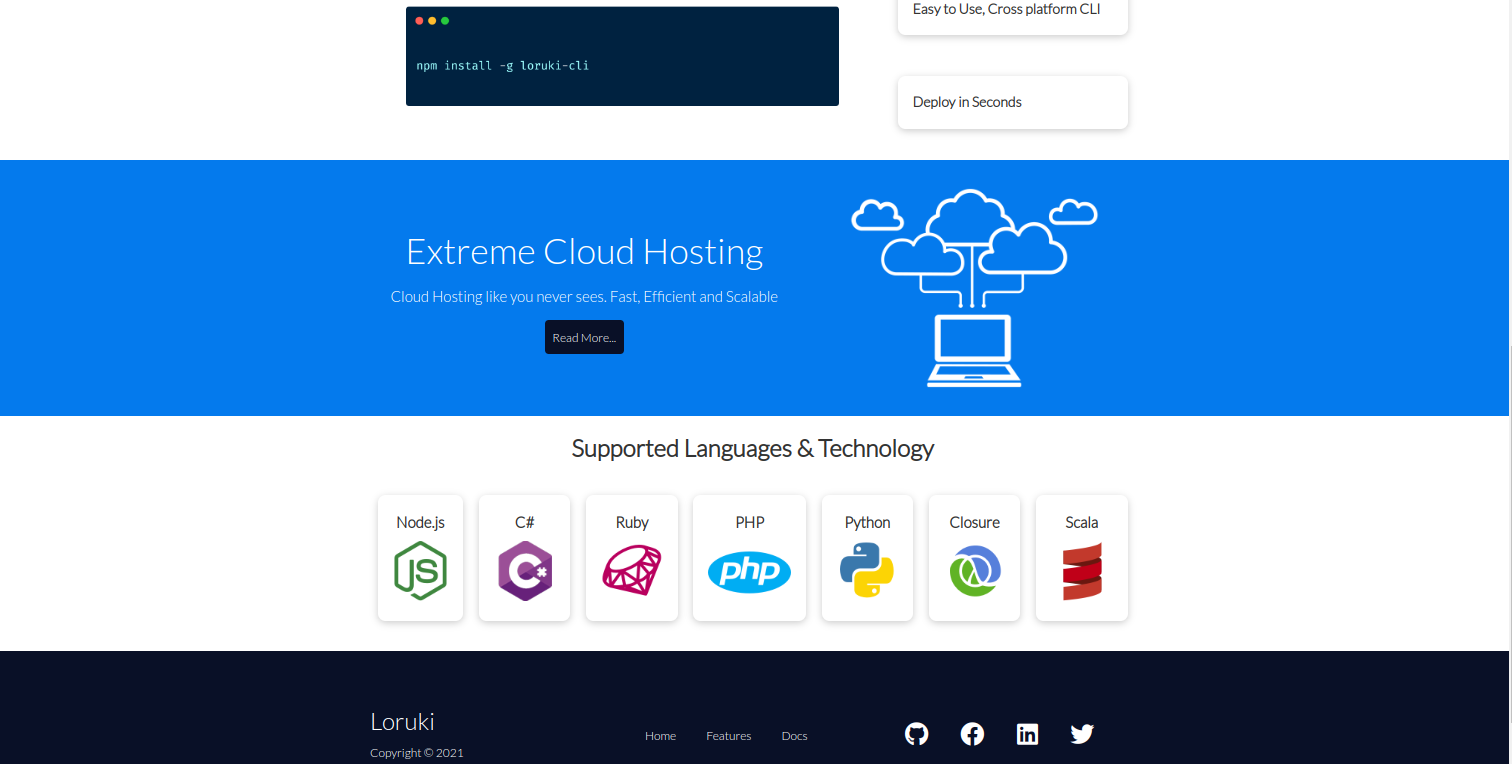 Easy to Use, Cross platform CLI
npm install -g loruki-cli
Deploy in Seconds
Extreme Cloud Hosting
Cloud Hosting like you never sees. Fast, Efficient and Scalable
Read More...
Supported Languages & Technology
Node.js
JS
C#
C#
Ruby
PHP
php
Python
Closure
Scala
Loruki
Copyright © 2021
Home
Features
Docs
in